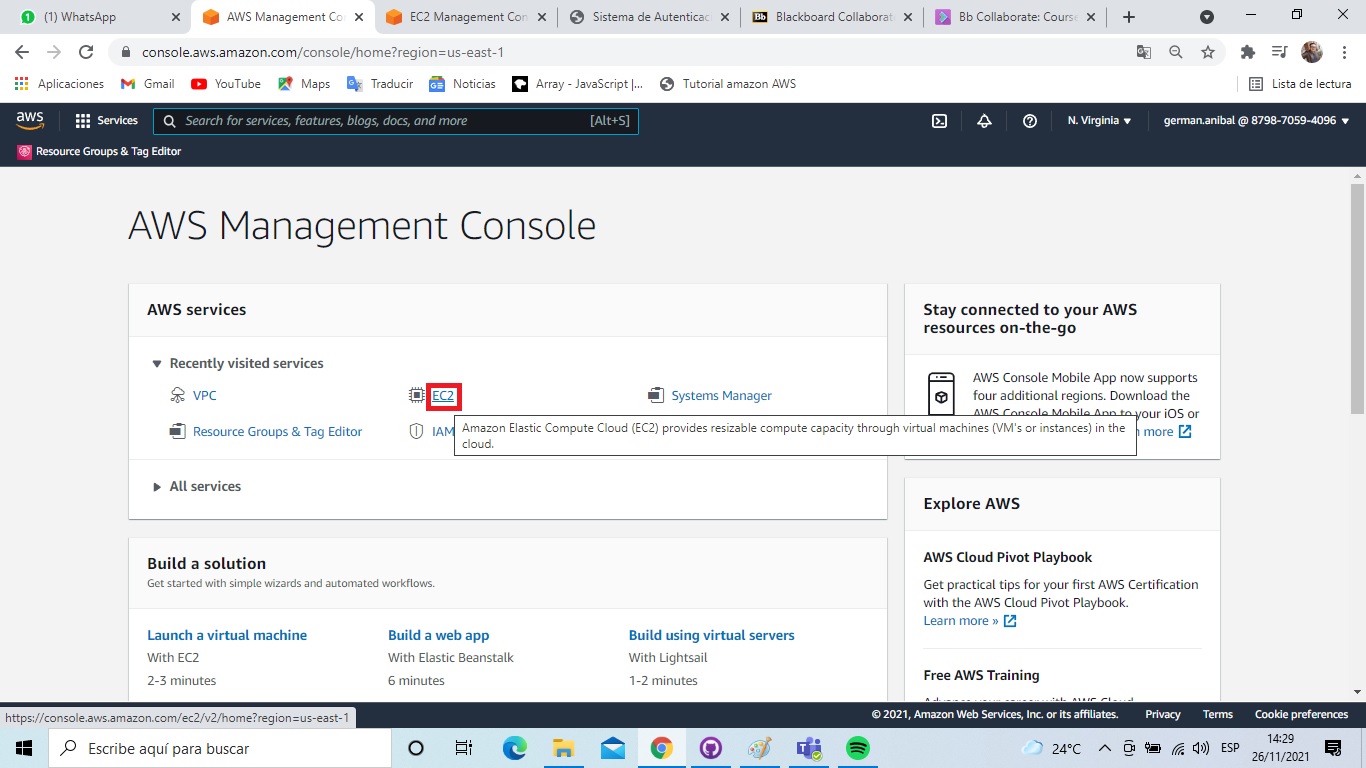 (1) WhatsApp
AWS Management Co
EC2 Management Con
Sistema de Autenticac
Blackboard Collaborat
Bb Collaborate: Course
console.aws.amazon.com/console/home?region=us-east-1
Aplicaciones
Gmail
YouTube
Maps
Traducir
Noticias
Array - JavaScript |...
Tutorial amazon AWS
Lista de lectura
aws
Services
Search for services, features, blogs, docs, and more
[Alt+S]
N. Virginia
german.anibal @ 8798-7059-4096
Resource Groups & Tag Editor
AWS Management Console
AWS services
Recently visited services
VPC
EC2
Systems Manager
Resource Groups & Tag Editor
IAM
Amazon Elastic Compute Cloud (EC2) provides resizable compute capacity through virtual machines (VM's or instances) in the
cloud.
All services
Stay connected to your AWS
resources on-the-go
AWS Console Mobile App now supports
four additional regions. Download the
AWS Console Mobile App to your iOS or
more
Build a solution
Get started with simple wizards and automated workflows.
Launch a virtual machine
With EC2
2-3 minutes
Build a web app
With Elastic Beanstalk
6 minutes
Build using virtual servers
With Lightsail
1-2 minutes
Explore AWS
AWS Cloud Pivot Playbook
Get practical tips for your first AWS Certification
with the AWS Cloud Pivot Playbook.
Learn more »
Free AWS Training
Advance your career with AWS Cloud
https://console.aws.amazon.com/ec2/v2/home?region=us-east-1
© 2021, Amazon Web Services, Inc. or its affiliates.
Privacy
Terms
Cookie preferences
Escribe aquí para buscar
24°C
ESP
14:29
26/11/2021